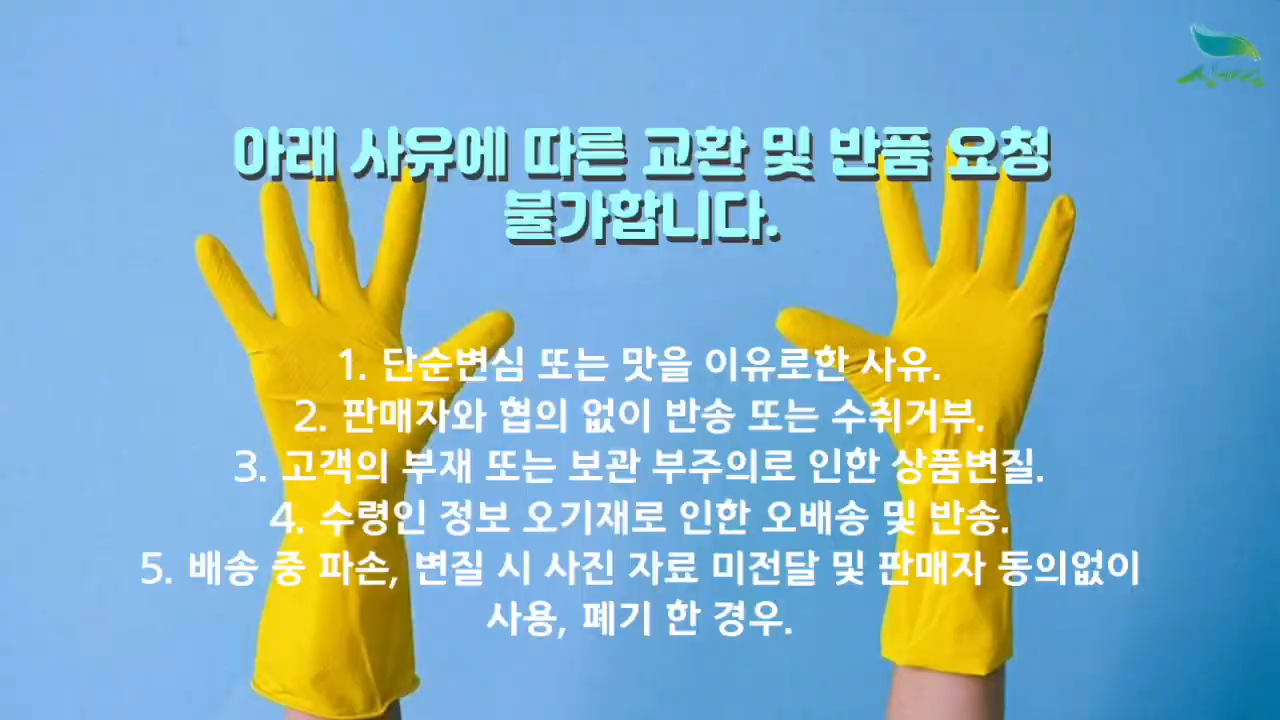 아래 사유에 따른 교환 및 반품 요청
불가합니다.
1. 단순변심 또는 맛을 이유로한 사유.
2. 판매자와 협의 없이 반송 또는 수취거부.
3. 고객의 부재 또는 보관 부주의로 인한 상품변질.
4. 수령인 정보 오기재로 인한 오배송 및 반송.
5. 배송 중 파손, 변질 시 사진 자료 미전달 및 판매자 동의없이
사용, 폐기 한 경우.